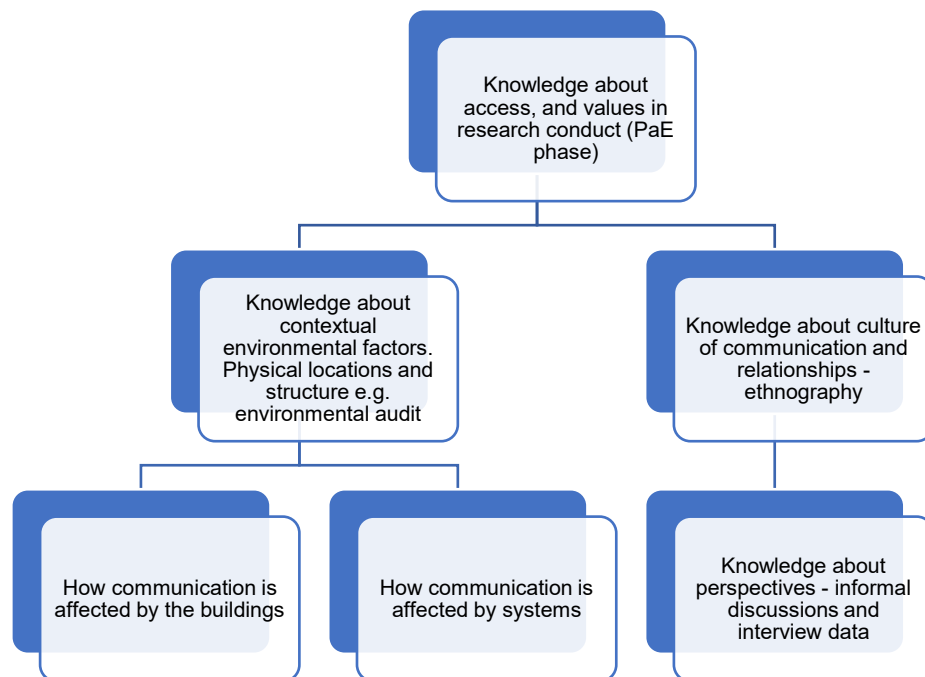 Knowledge about
access, and values in
research conduct (PaE
phase)
Knowledge about
contextual
environmental factors.
Physical locations and
structure e.g.
environmental audit
Knowledge about culture
of communication and
relationships -
ethnography
How communication is
affected by the buildings
How communication is
affected by systems
Knowledge about
perspectives - informal
discussions and
interview data